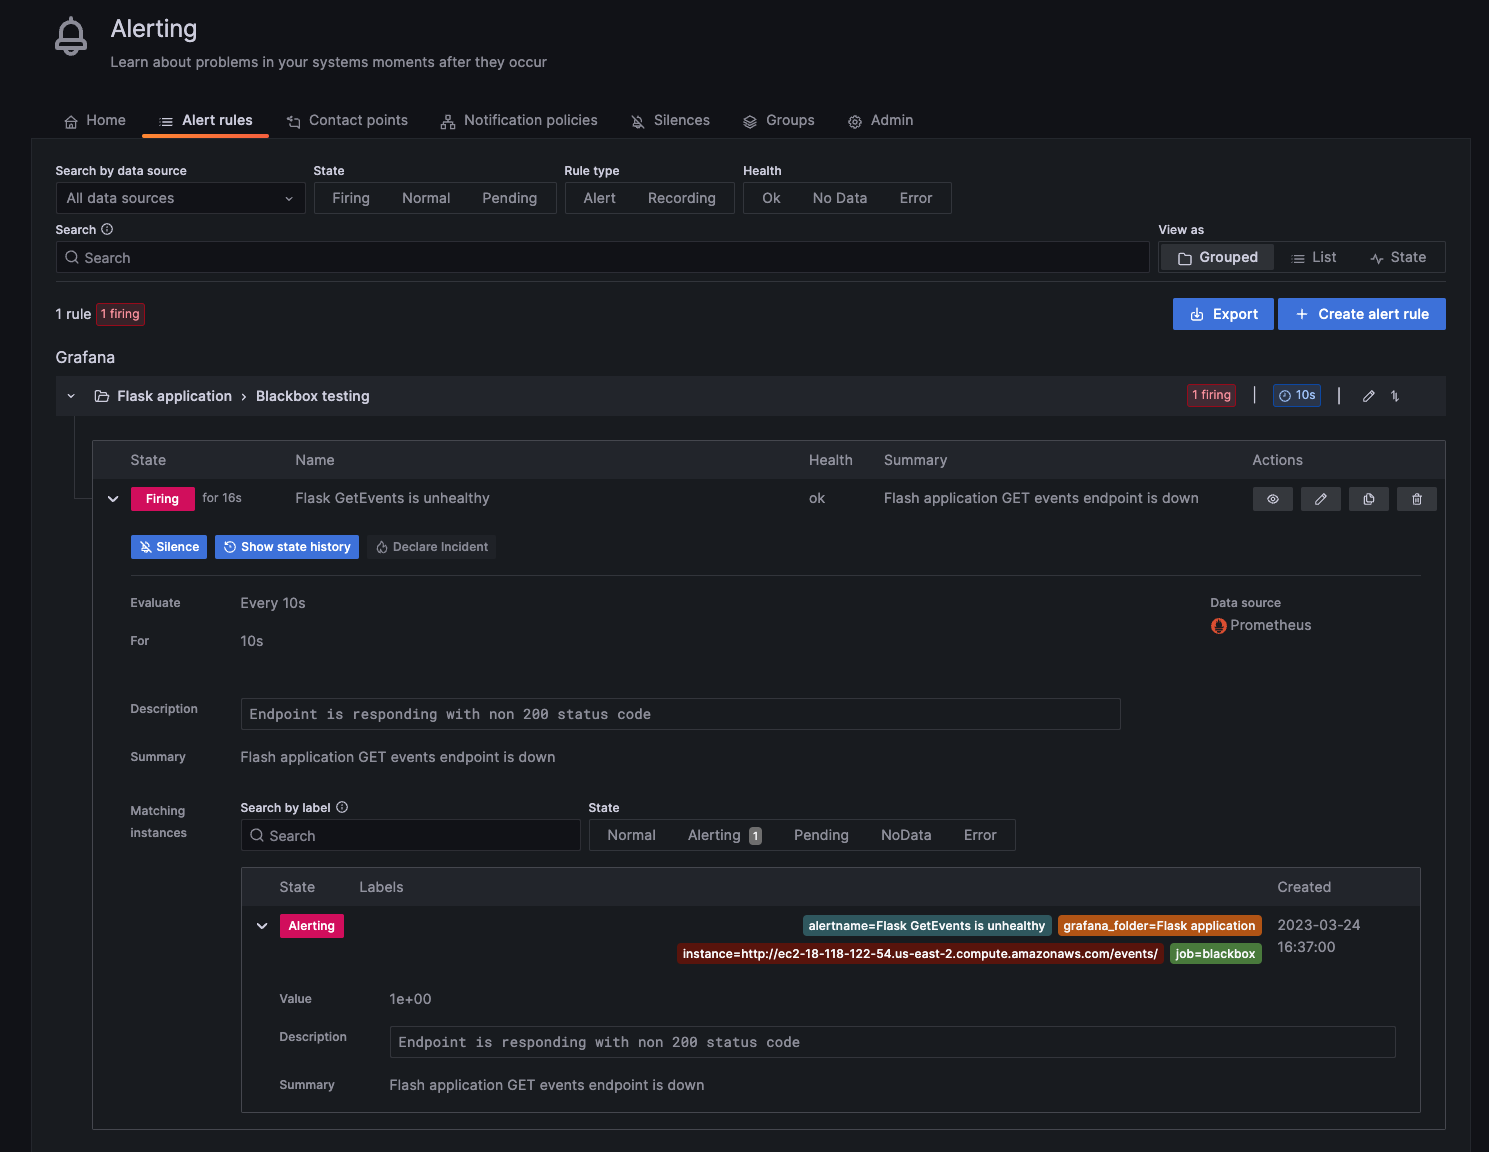 Alerting
Learn about problems in your systems moments after they occur
Home Alert rules Contact points Notification policies Silences Groups Admin
Search by data source State Rule type Health
All data sources Firing Normal Pending Alert Recording Ok No Data Error
Search View as
Search Grouped List State
1 rule 1 firing Export + Create alert rule
Grafana
Flask application › Blackbox testing 1 firing | 10s |
State Name Health Summary Actions
Firing for 16s Flask GetEvents is unhealthy ok Flash application GET events endpoint is down
Silence Show state history Declare Incident
Evaluate Every 10s Data source
Prometheus
For 10s
Description Endpoint is responding with non 200 status code
Summary Flash application GET events endpoint is down
Matching instances Search by label State
Search Normal Alerting 1 Pending NoData Error
State Labels Created
Alerting alertname=Flask GetEvents is unhealthy grafana_folder=Flask application 2023-03-24
instance=http://ec2-18-118-122-54.us-east-2.compute.amazonaws.com/events/ job=blackbox 16:37:00
Value 1e+00
Description Endpoint is responding with non 200 status code
Summary Flash application GET events endpoint is down